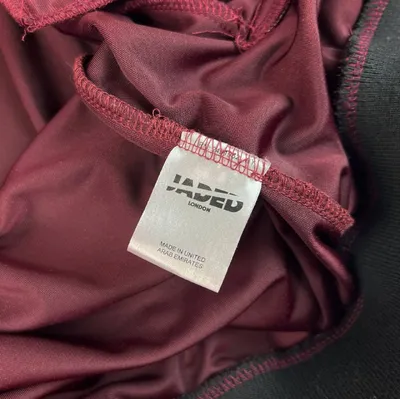 JADED
LONDON
MADE IN UNITED
ARAB EMIRATES